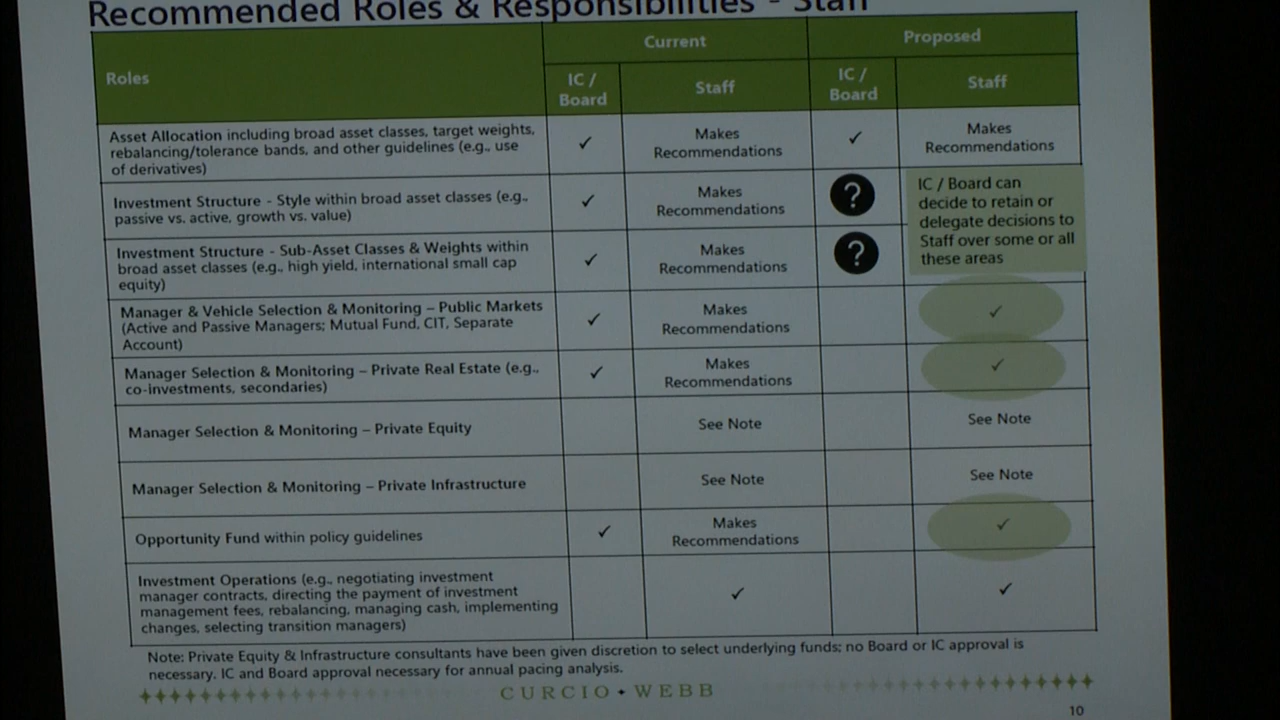 Recommended Roles & Responsibilities - Staff
Current
Proposed
Roles
IC /
Board
Staff
IC /
Board
Staff
Asset Allocation including broad asset classes, target weights,
rebalancing/tolerance bands, and other guidelines (e.g., use
of derivatives)
✓
Makes
Recommendations
✓
Makes
Recommendations
Investment Structure - Style within broad asset classes (e.g.,
passive vs. active, growth vs. value)
✓
Makes
Recommendations
?
IC / Board can
decide to retain or
delegate decisions to
Staff over some or all
these areas
Investment Structure - Sub-Asset Classes & Weights within
broad asset classes (e.g., high yield, international small cap
equity)
✓
Makes
Recommendations
?
Manager & Vehicle Selection & Monitoring – Public Markets
(Active and Passive Managers; Mutual Fund, CIT, Separate
Account)
✓
Makes
Recommendations
✓
Manager Selection & Monitoring – Private Real Estate (e.g.,
co-investments, secondaries)
✓
Makes
Recommendations
✓
Manager Selection & Monitoring – Private Equity
See Note
See Note
Manager Selection & Monitoring – Private Infrastructure
See Note
See Note
Opportunity Fund within policy guidelines
✓
Makes
Recommendations
✓
Investment Operations (e.g., negotiating investment
manager contracts, directing the payment of investment
management fees, rebalancing, managing cash, implementing
changes, selecting transition managers)
✓
✓
Note: Private Equity & Infrastructure consultants have been given discretion to select underlying funds; no Board or IC approval is
necessary. IC and Board approval necessary for annual pacing analysis.
CURCIO ✦ WEBB
10